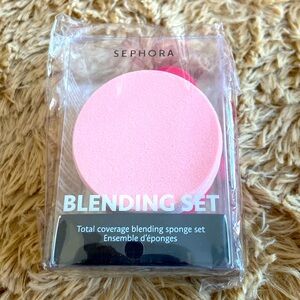 SEPHORA
BLENDING SET
Total coverage blending sponge set
Ensemble d'éponges